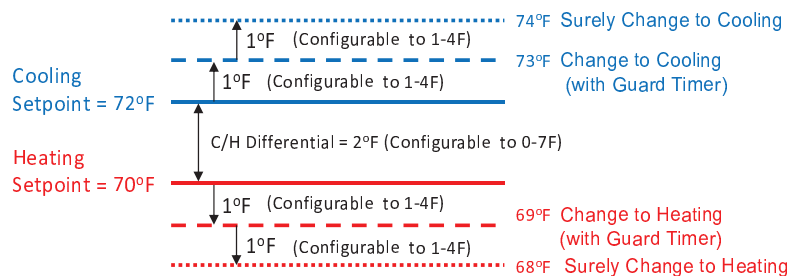 74°F Surely Change to Cooling
1°F (Configurable to 1-4F)
73°F Change to Cooling
(with Guard Timer)
Cooling
Setpoint = 72°F
1°F (Configurable to 1-4F)
C/H Differential = 2°F (Configurable to 0-7F)
Heating
Setpoint = 70°F
1°F (Configurable to 1-4F)
69°F Change to Heating
(with Guard Timer)
1°F (Configurable to 1-4F)
68°F Surely Change to Heating